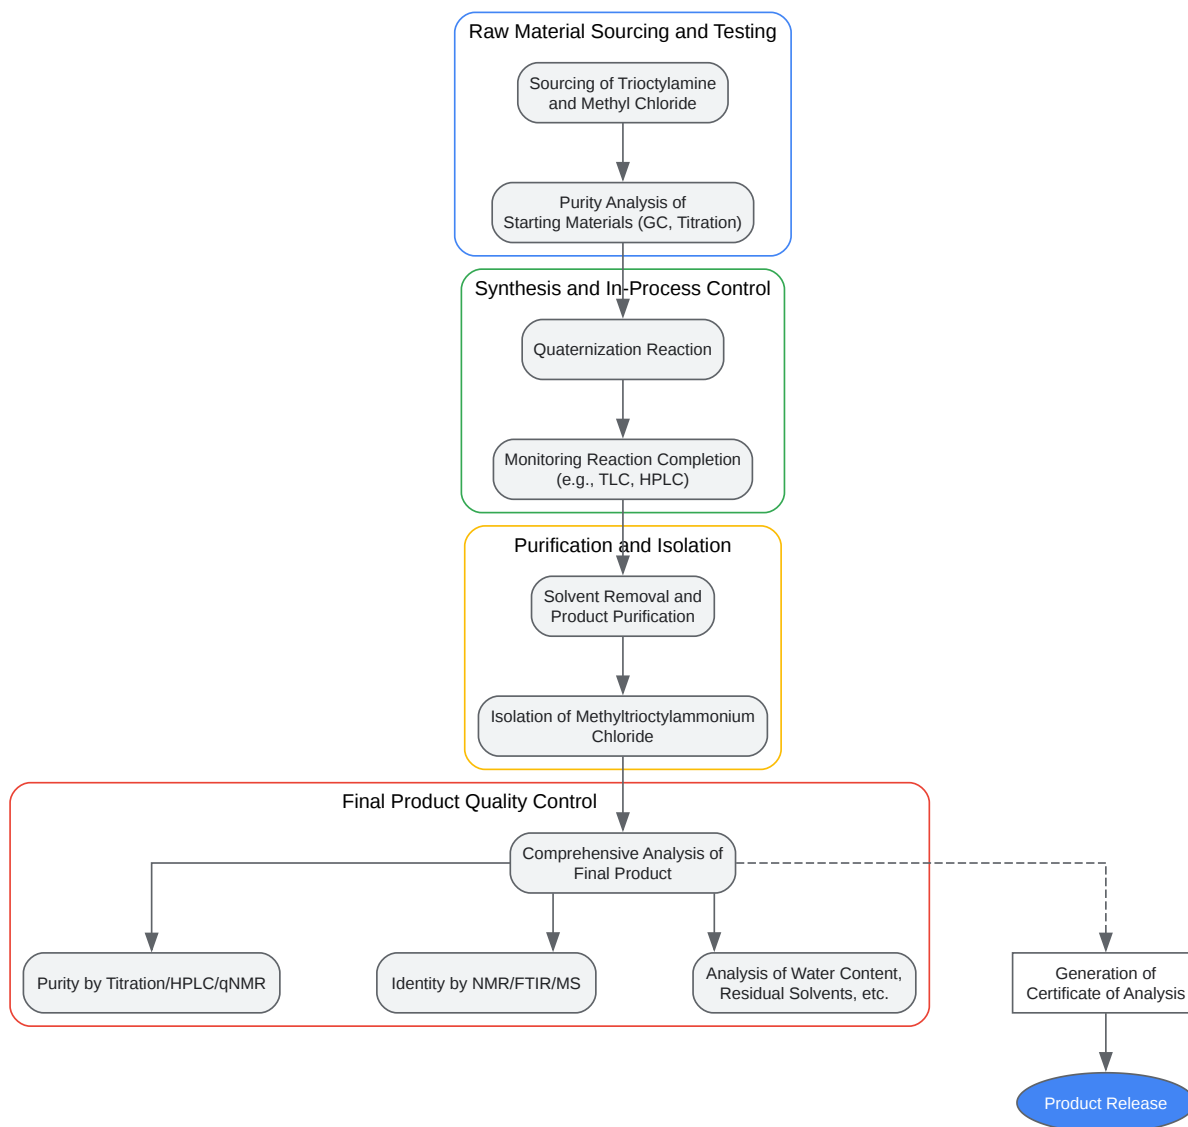 Raw Material Sourcing and Testing
Sourcing of Trioctylamine
and Methyl Chloride
Purity Analysis of
Starting Materials (GC, Titration)
Synthesis and In-Process Control
Quaternization Reaction
Monitoring Reaction Completion
(e.g., TLC, HPLC)
Purification and Isolation
Solvent Removal and
Product Purification
Isolation of Methyltrioctylammonium
Chloride
Final Product Quality Control
Comprehensive Analysis of
Final Product
Purity by Titration/HPLC/qNMR
Identity by NMR/FTIR/MS
Analysis of Water Content,
Residual Solvents, etc.
Generation of
Certificate of Analysis
Product Release